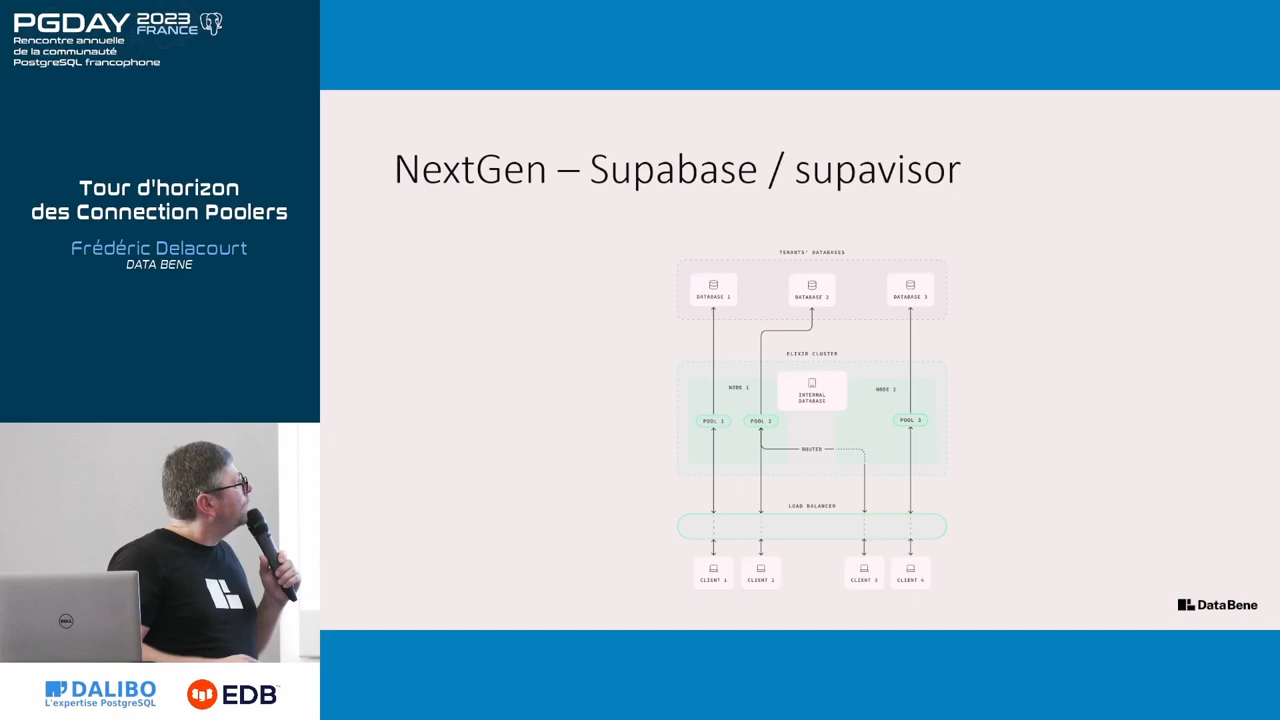 PGDAY 2023 FRANCE
Rencontre annuelle
de la communauté
PostgreSQL francophone
Tour d'horizon
des Connection Poolers
Frédéric Delacourt
DATA BENE
DELL
DALIBO
L'expertise PostgreSQL
EDB
NextGen – Supabase / supavisor
TENANTS' DATABASES
DATABASE 1
DATABASE 2
DATABASE 3
ELIXIR CLUSTER
NODE 1
INTERNAL
DATABASE
NODE 2
POOL 1
POOL 2
POOL 3
ROUTED
LOAD BALANCER
CLIENT 1
CLIENT 2
CLIENT 3
CLIENT 4
Data Bene